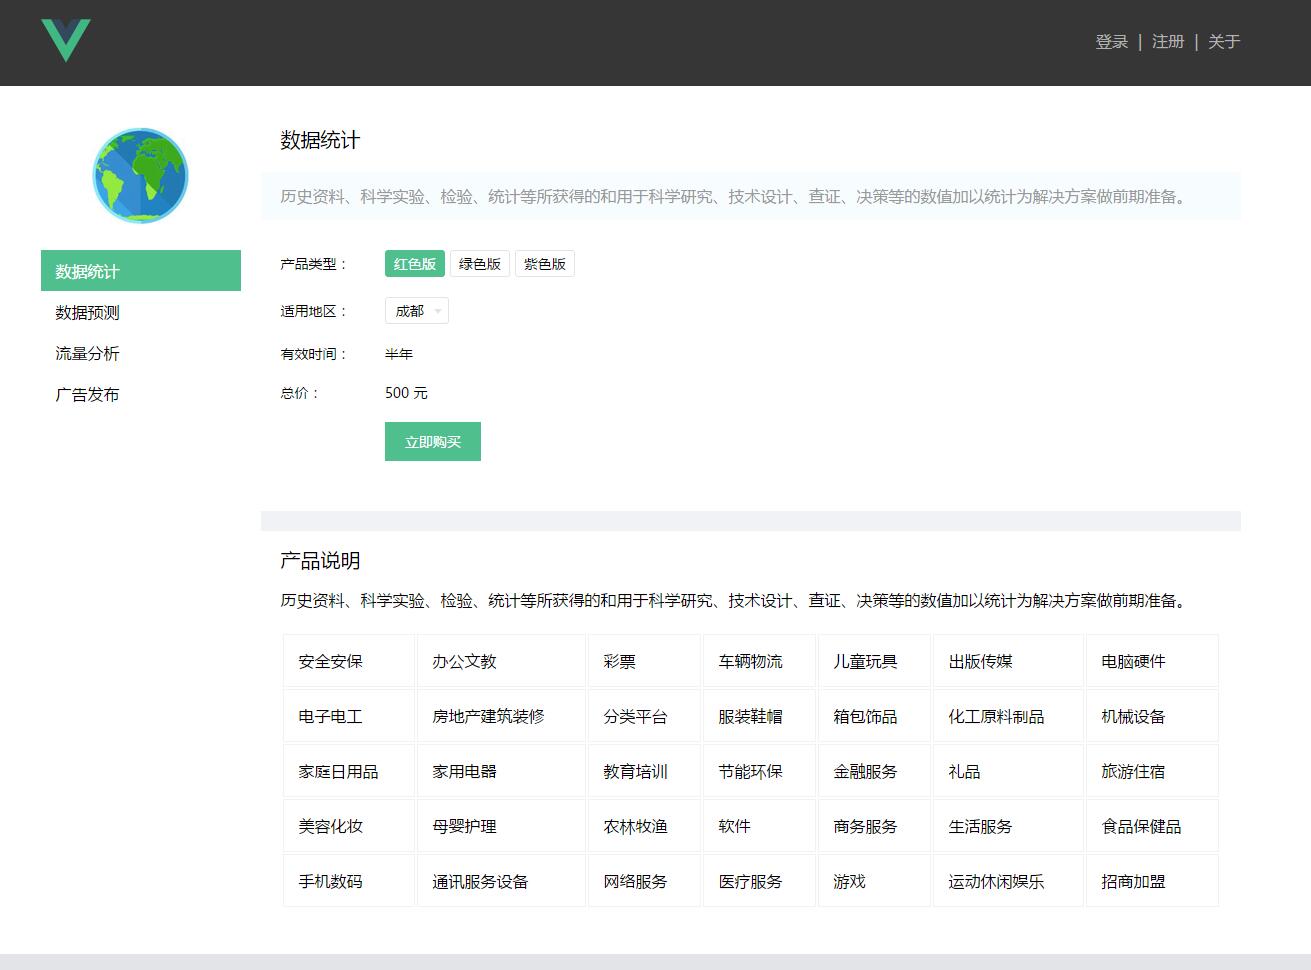 登录 | 注册 | 关于
数据统计
历史资料、科学实验、检验、统计等所获得的和用于科学研究、技术设计、查证、决策等的数值加以统计为解决方案做前期准备。
数据统计
数据预测
流量分析
广告发布
产品类型： 红色版 绿色版 紫色版
适用地区： 成都
有效时间： 半年
总价： 500 元
立即购买
产品说明
历史资料、科学实验、检验、统计等所获得的和用于科学研究、技术设计、查证、决策等的数值加以统计为解决方案做前期准备。
安全安保 办公文教 彩票 车辆物流 儿童玩具 出版传媒 电脑硬件
电子电工 房地产建筑装修 分类平台 服装鞋帽 箱包饰品 化工原料制品 机械设备
家庭日用品 家用电器 教育培训 节能环保 金融服务 礼品 旅游住宿
美容化妆 母婴护理 农林牧渔 软件 商务服务 生活服务 食品保健品
手机数码 通讯服务设备 网络服务 医疗服务 游戏 运动休闲娱乐 招商加盟